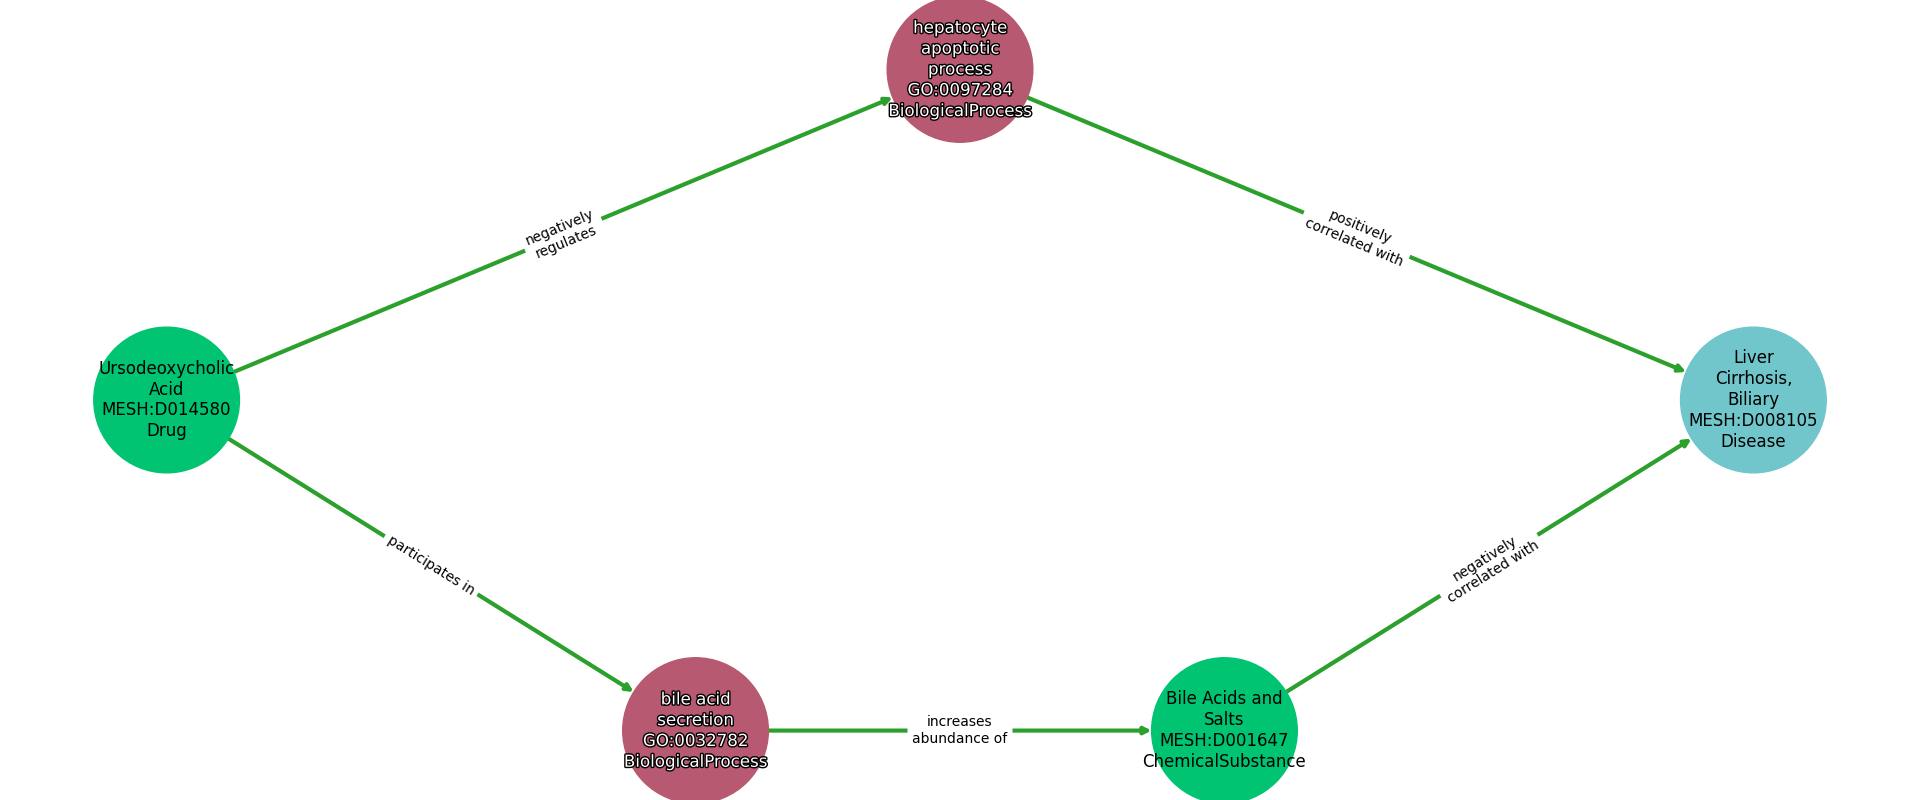 hepatocyte
apoptotic
process
GO:0097284
BiologicalProcess
negatively
regulates
positively
correlated with
Ursodeoxycholic
Acid
MESH:D014580
Drug
Liver
Cirrhosis,
Biliary
MESH:D008105
Disease
participates in
negatively
correlated with
bile acid
secretion
GO:0032782
BiologicalProcess
increases
abundance of
Bile Acids and
Salts
MESH:D001647
ChemicalSubstance